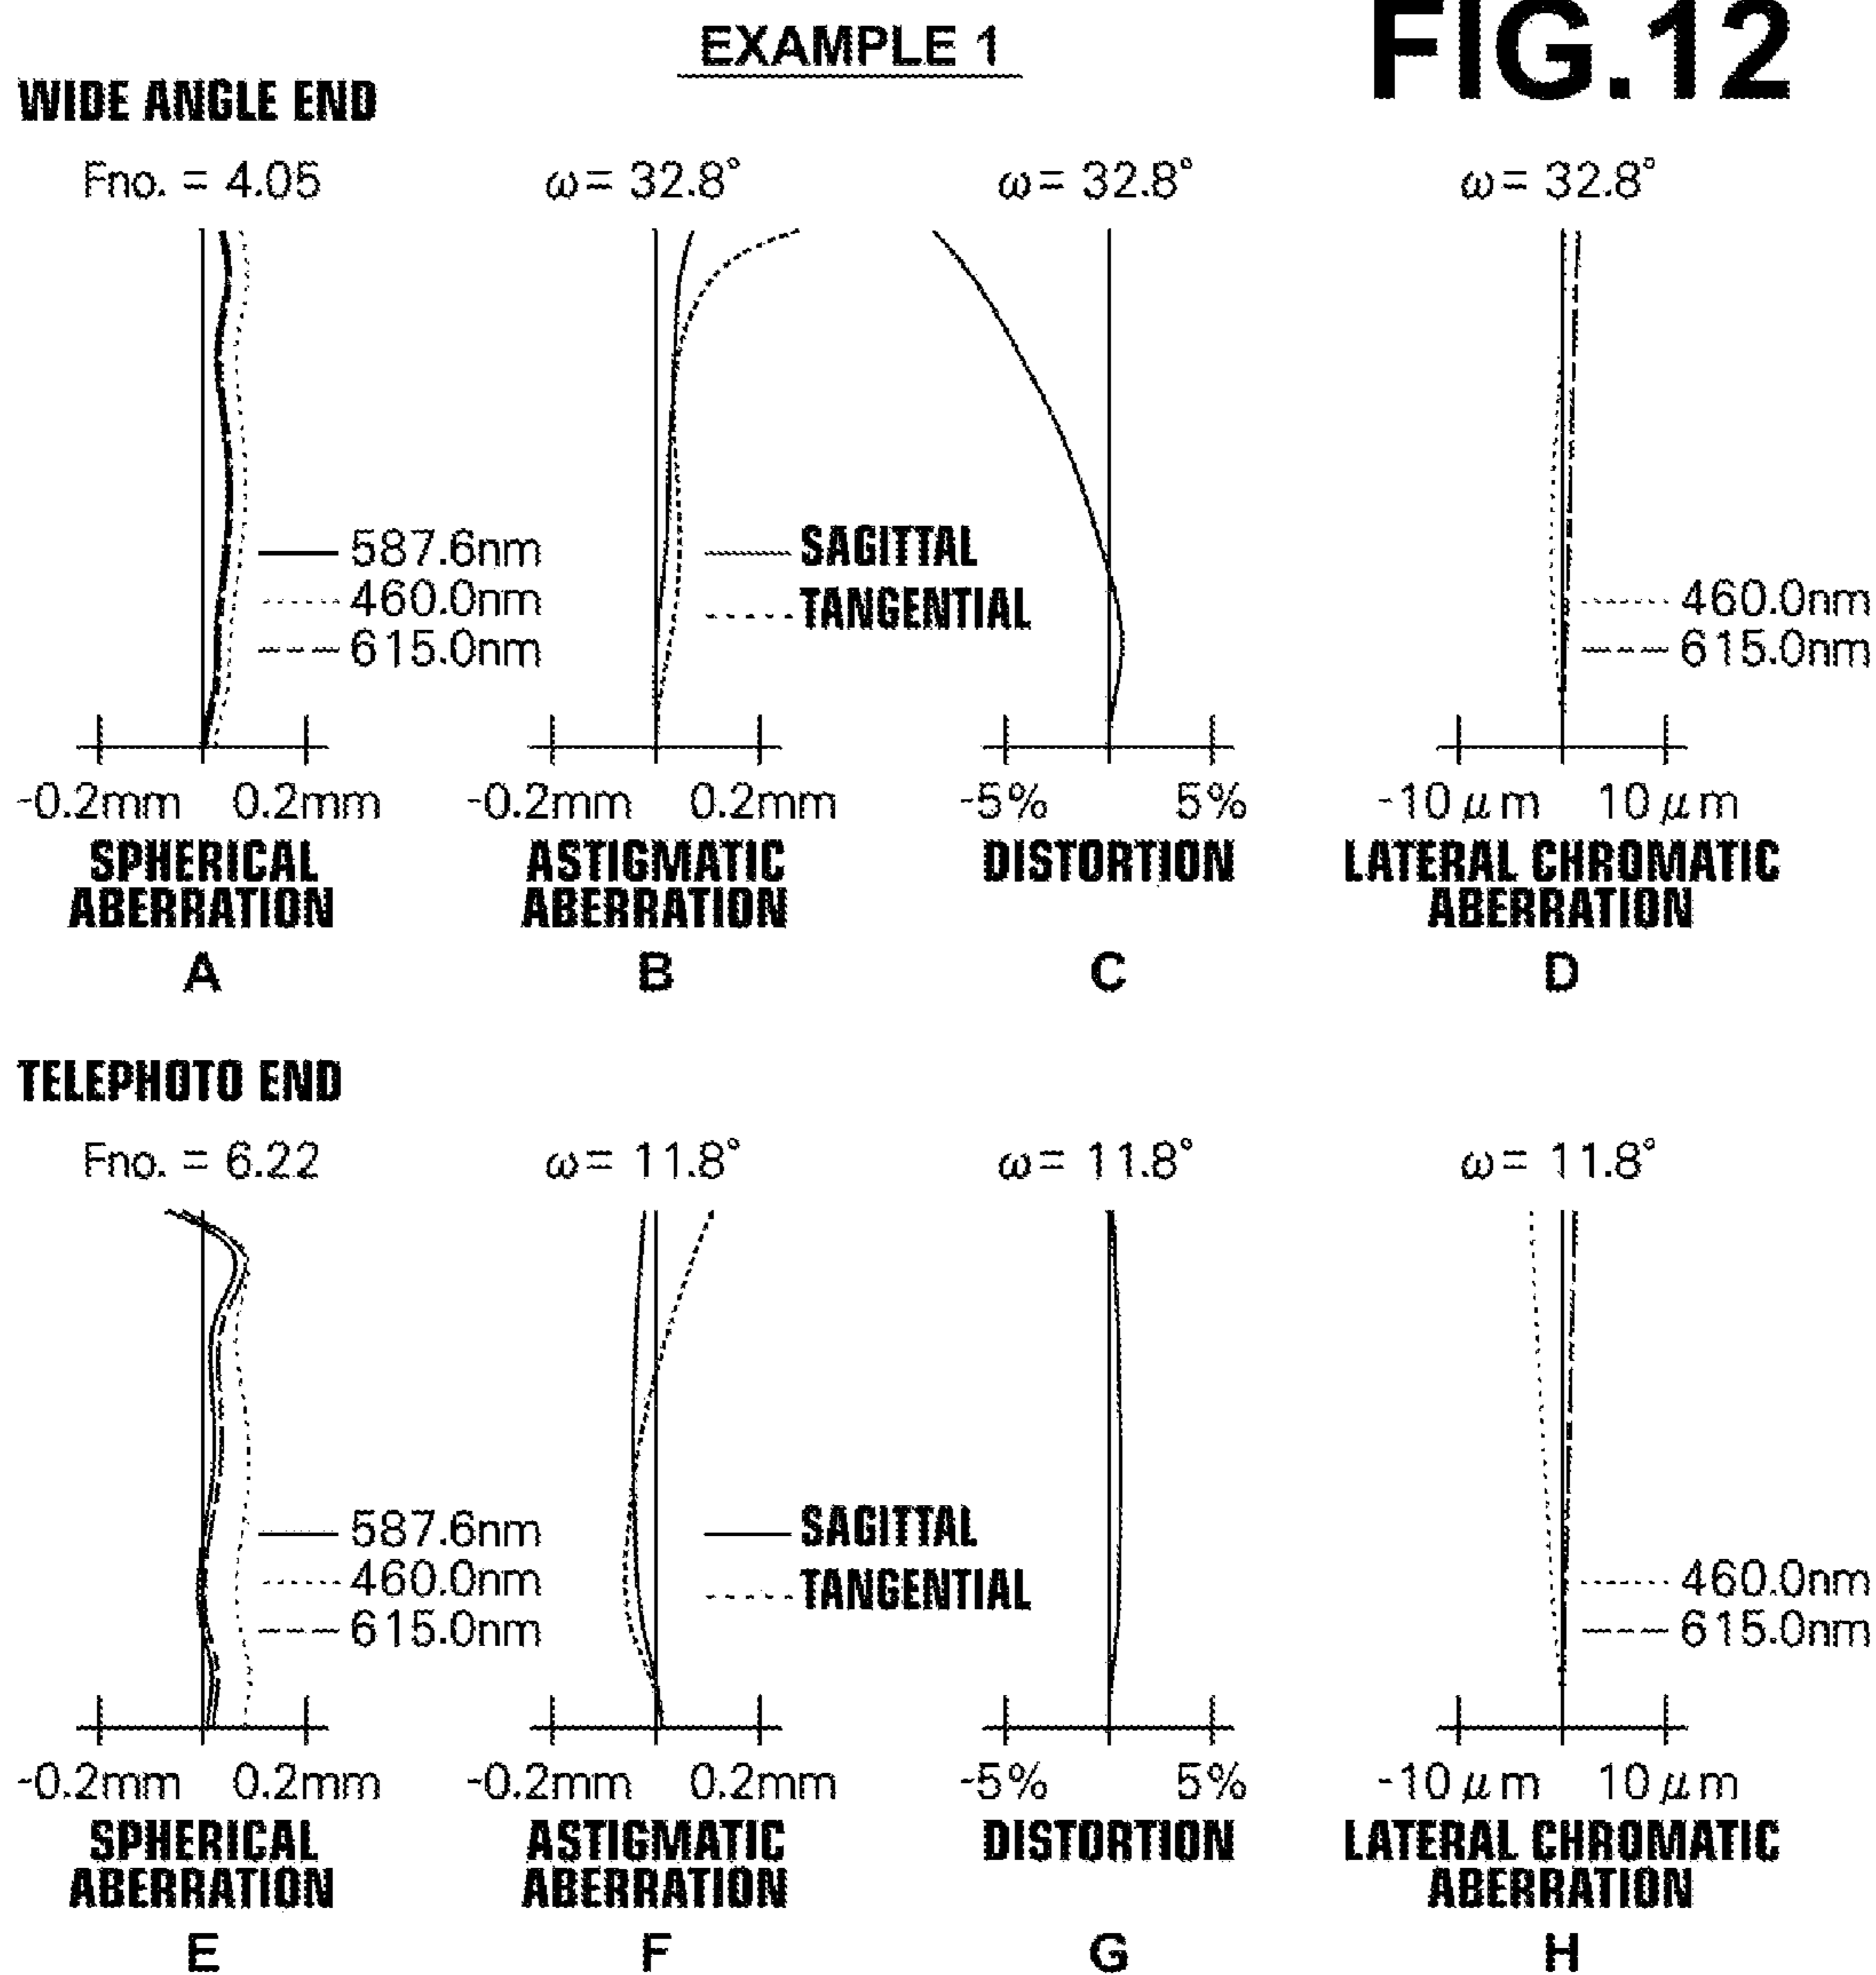 EXAMPLE 1
FIG.12
WIDE ANGLE END
Fno. = 4.05
ω= 32.8°
ω= 32.8°
ω= 32.8°
587.6nm
460.0nm
615.0nm
SAGITTAL
TANGENTIAL
460.0nm
615.0nm
-0.2mm 0.2mm
-0.2mm 0.2mm
-5% 5%
-10μm 10μm
SPHERICAL
ABERRATION
ASTIGMATIC
ABERRATION
DISTORTION
LATERAL CHROMATIC
ABERRATION
A
B
C
D
TELEPHOTO END
Fno. = 6.22
ω= 11.8°
ω= 11.8°
ω= 11.8°
587.6nm
460.0nm
615.0nm
SAGITTAL
TANGENTIAL
460.0nm
615.0nm
-0.2mm 0.2mm
-0.2mm 0.2mm
-5% 5%
-10μm 10μm
SPHERICAL
ABERRATION
ASTIGMATIC
ABERRATION
DISTORTION
LATERAL CHROMATIC
ABERRATION
E
F
G
H